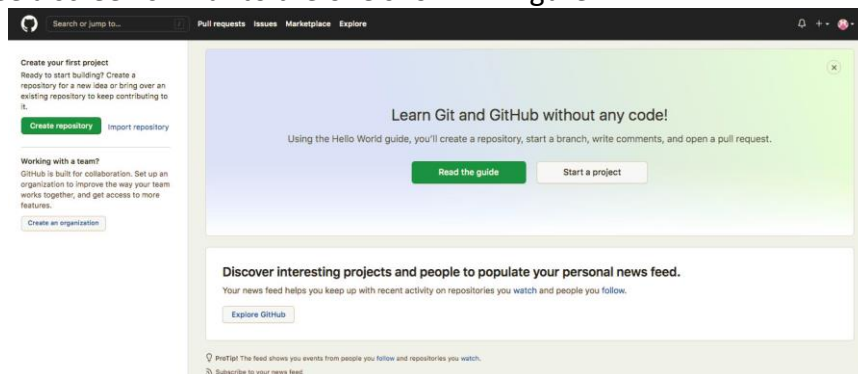 Search or jump to... /
Pull requests Issues Marketplace Explore
Create your first project
Ready to start building? Create a
repository for a new idea or bring over an
existing repository to keep contributing to
it.
Create repository Import repository
Working with a team?
GitHub is built for collaboration. Set up an
organization to improve the way your team
works together, and get access to more
features.
Create an organization
Learn Git and GitHub without any code!
Using the Hello World guide, you'll create a repository, start a branch, write comments, and open a pull request.
Read the guide Start a project
Discover interesting projects and people to populate your personal news feed.
Your news feed helps you keep up with recent activity on repositories you watch and people you follow.
Explore GitHub
ProTip! The feed shows you events from people you follow and repositories you watch.
Subscribe to your news feed